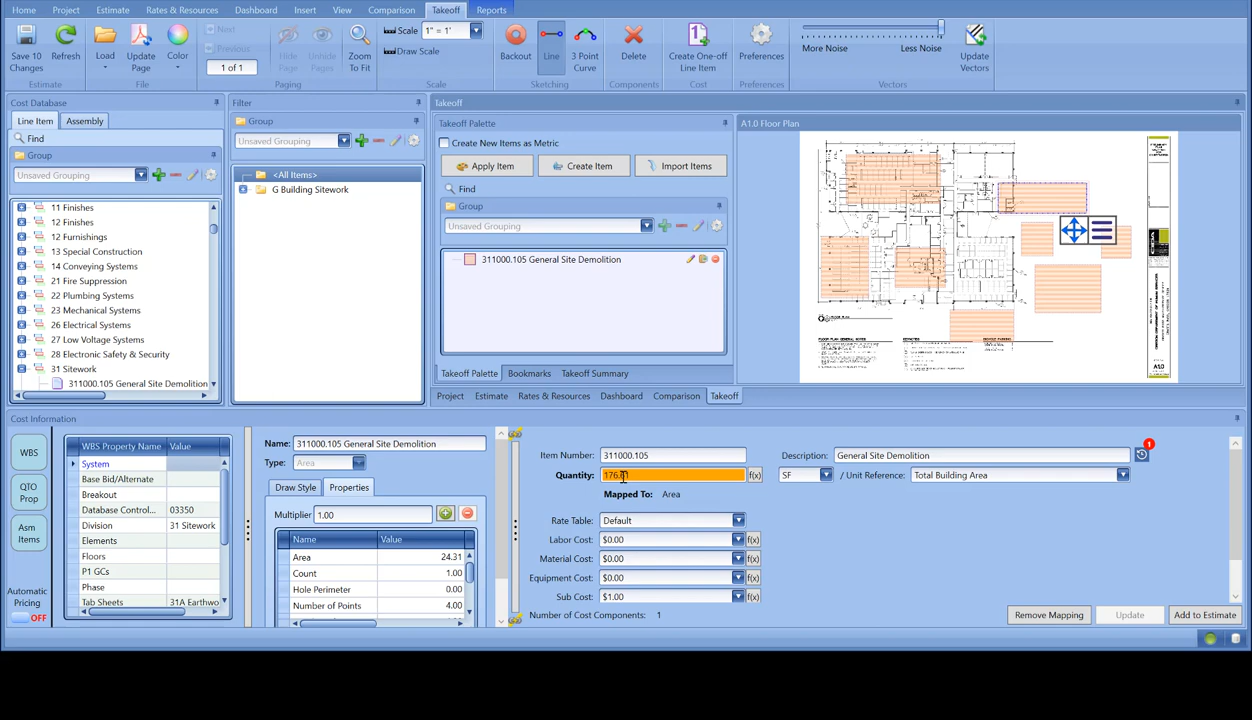 Home Project Estimate Rates & Resources Dashboard Insert View Comparison Takeoff Reports
Save 10 Changes
Refresh
Load
Update Page
Color
Next
Previous
1 of 1
Hide Page
Unhide Pages
Zoom To Fit
Scale 1" = 1'
Draw Scale
Backout
Line
3 Point Curve
Delete
Create One-off Line Item
Preferences
More Noise
Less Noise
Update Vectors
Estimate File Paging Scale Sketching Components Cost Preferences Vectors
Cost Database
Line Item Assembly
Find
Group
Unsaved Grouping
11 Finishes
12 Finishes
12 Furnishings
13 Special Construction
14 Conveying Systems
21 Fire Suppression
22 Plumbing Systems
23 Mechanical Systems
26 Electrical Systems
27 Low Voltage Systems
28 Electronic Safety & Security
31 Sitework
311000.105 General Site Demolition
Filter
Group
Unsaved Grouping
<All Items>
G Building Sitework
Takeoff
Takeoff Palette
Create New Items as Metric
Apply Item
Create Item
Import Items
Find
Group
Unsaved Grouping
311000.105 General Site Demolition
Takeoff Palette Bookmarks Takeoff Summary
A1.0 Floor Plan
A1.0
Project Estimate Rates & Resources Dashboard Comparison Takeoff
Cost Information
WBS
QTO Prop
Asm Items
Automatic Pricing
OFF
WBS Property Name Value
System
Base Bid/Alternate
Breakout
Database Control... 03350
Division 31 Sitework
Elements
Floors
P1 GCs
Phase
Tab Sheets 31A Earthwo
Name: 311000.105 General Site Demolition
Type: Area
Draw Style Properties
Multiplier 1.00
Name Value
Area 24.31
Count 1.00
Hole Perimeter 0.00
Number of Points 4.00
Item Number: 311000.105
Description: General Site Demolition
1
Quantity:
f(x)
SF / Unit Reference: Total Building Area
Mapped To: Area
Rate Table: Default
Labor Cost: $0.00 f(x)
Material Cost: $0.00 f(x)
Equipment Cost: $0.00 f(x)
Sub Cost: $1.00 f(x)
Number of Cost Components: 1
Remove Mapping
Update
Add to Estimate